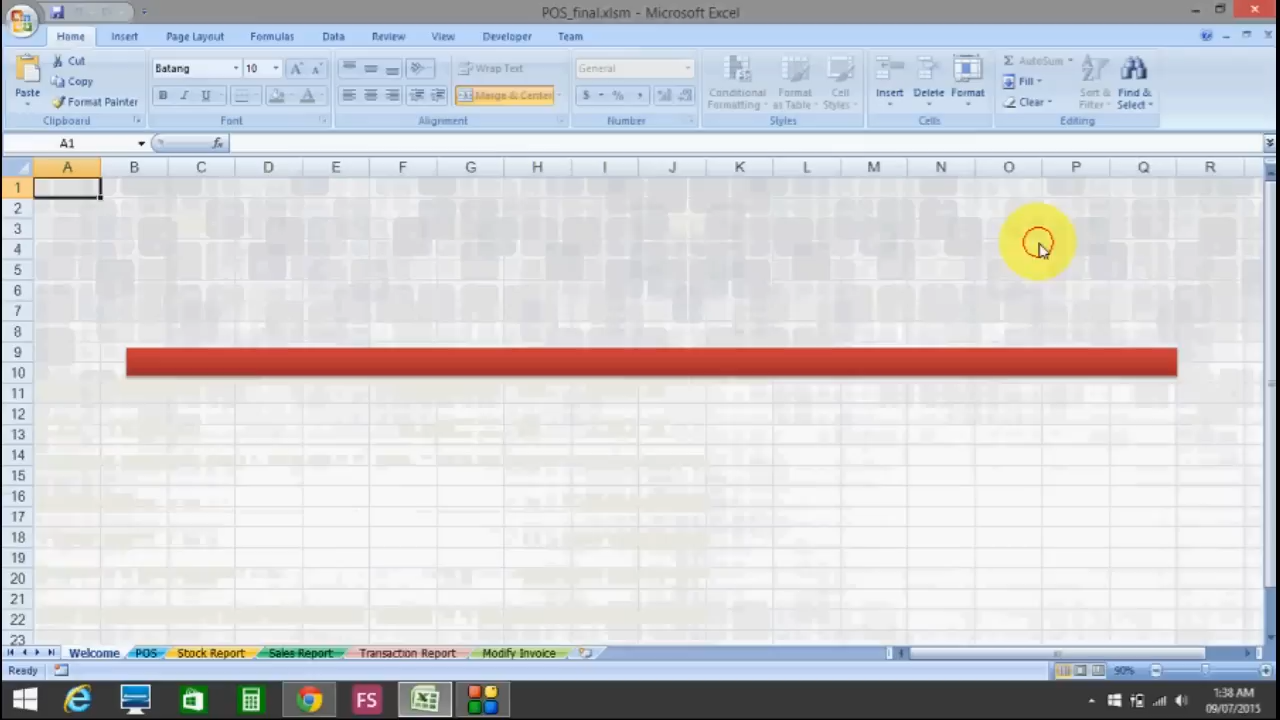 POS_final.xlsm - Microsoft Excel
Home Insert Page Layout Formulas Data Review View Developer Team
Paste
Cut
Copy
Format Painter
Clipboard
Batang 10
B I U
Font
Wrap Text
Merge & Center
Alignment
General
$ % ,
Number
Conditional Formatting
Format as Table
Cell Styles
Styles
Insert
Delete
Format
Cells
AutoSum
Fill
Clear
Sort & Filter
Find & Select
Editing
A1 fx
A B C D E F G H I J K L M N O P Q R
1
2
3
4
5
6
7
8
9
10
11
12
13
14
15
16
17
18
19
20
21
22
23
Welcome POS Stock Report Sales Report Transaction Report Modify Invoice
Ready 90%
FS
1:38 AM
09/07/2015